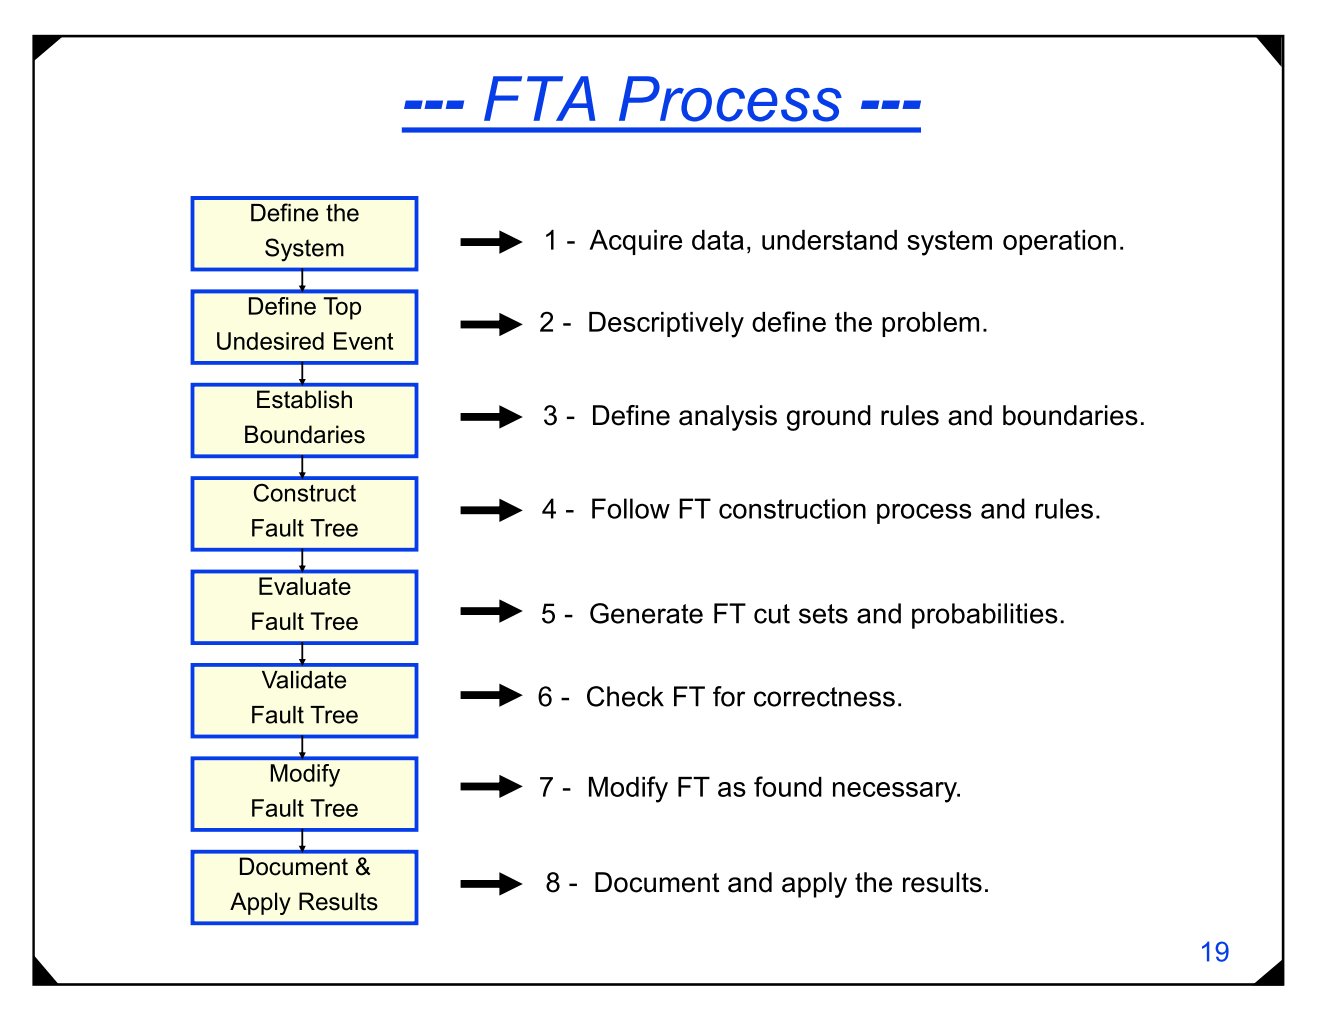 --- FTA Process ---
Define the
System
1 - Acquire data, understand system operation.
Define Top
Undesired Event
2 - Descriptively define the problem.
Establish
Boundaries
3 - Define analysis ground rules and boundaries.
Construct
Fault Tree
4 - Follow FT construction process and rules.
Evaluate
Fault Tree
5 - Generate FT cut sets and probabilities.
Validate
Fault Tree
6 - Check FT for correctness.
Modify
Fault Tree
7 - Modify FT as found necessary.
Document &
Apply Results
8 - Document and apply the results.
19